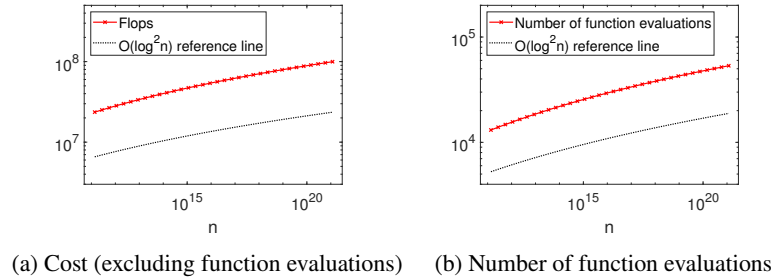 Flops
O(log²n) reference line
10⁸
10⁷
10¹⁵
10²⁰
n
(a) Cost (excluding function evaluations)
Number of function evaluations
O(log²n) reference line
10⁵
10⁴
10¹⁵
10²⁰
n
(b) Number of function evaluations